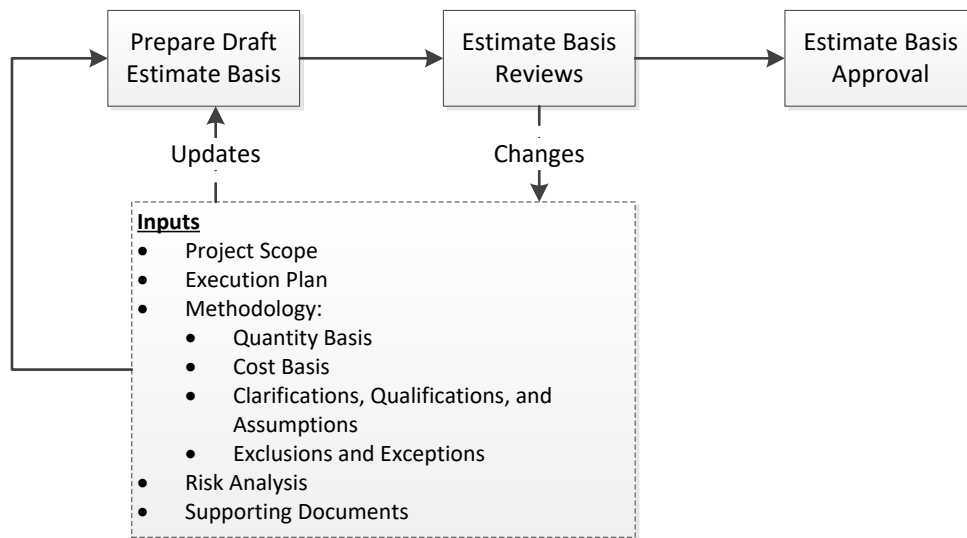 Prepare Draft
Estimate Basis
Estimate Basis
Reviews
Estimate Basis
Approval
Updates
Changes
Inputs
• Project Scope
• Execution Plan
• Methodology:
• Quantity Basis
• Cost Basis
• Clarifications, Qualifications, and
Assumptions
• Exclusions and Exceptions
• Risk Analysis
• Supporting Documents